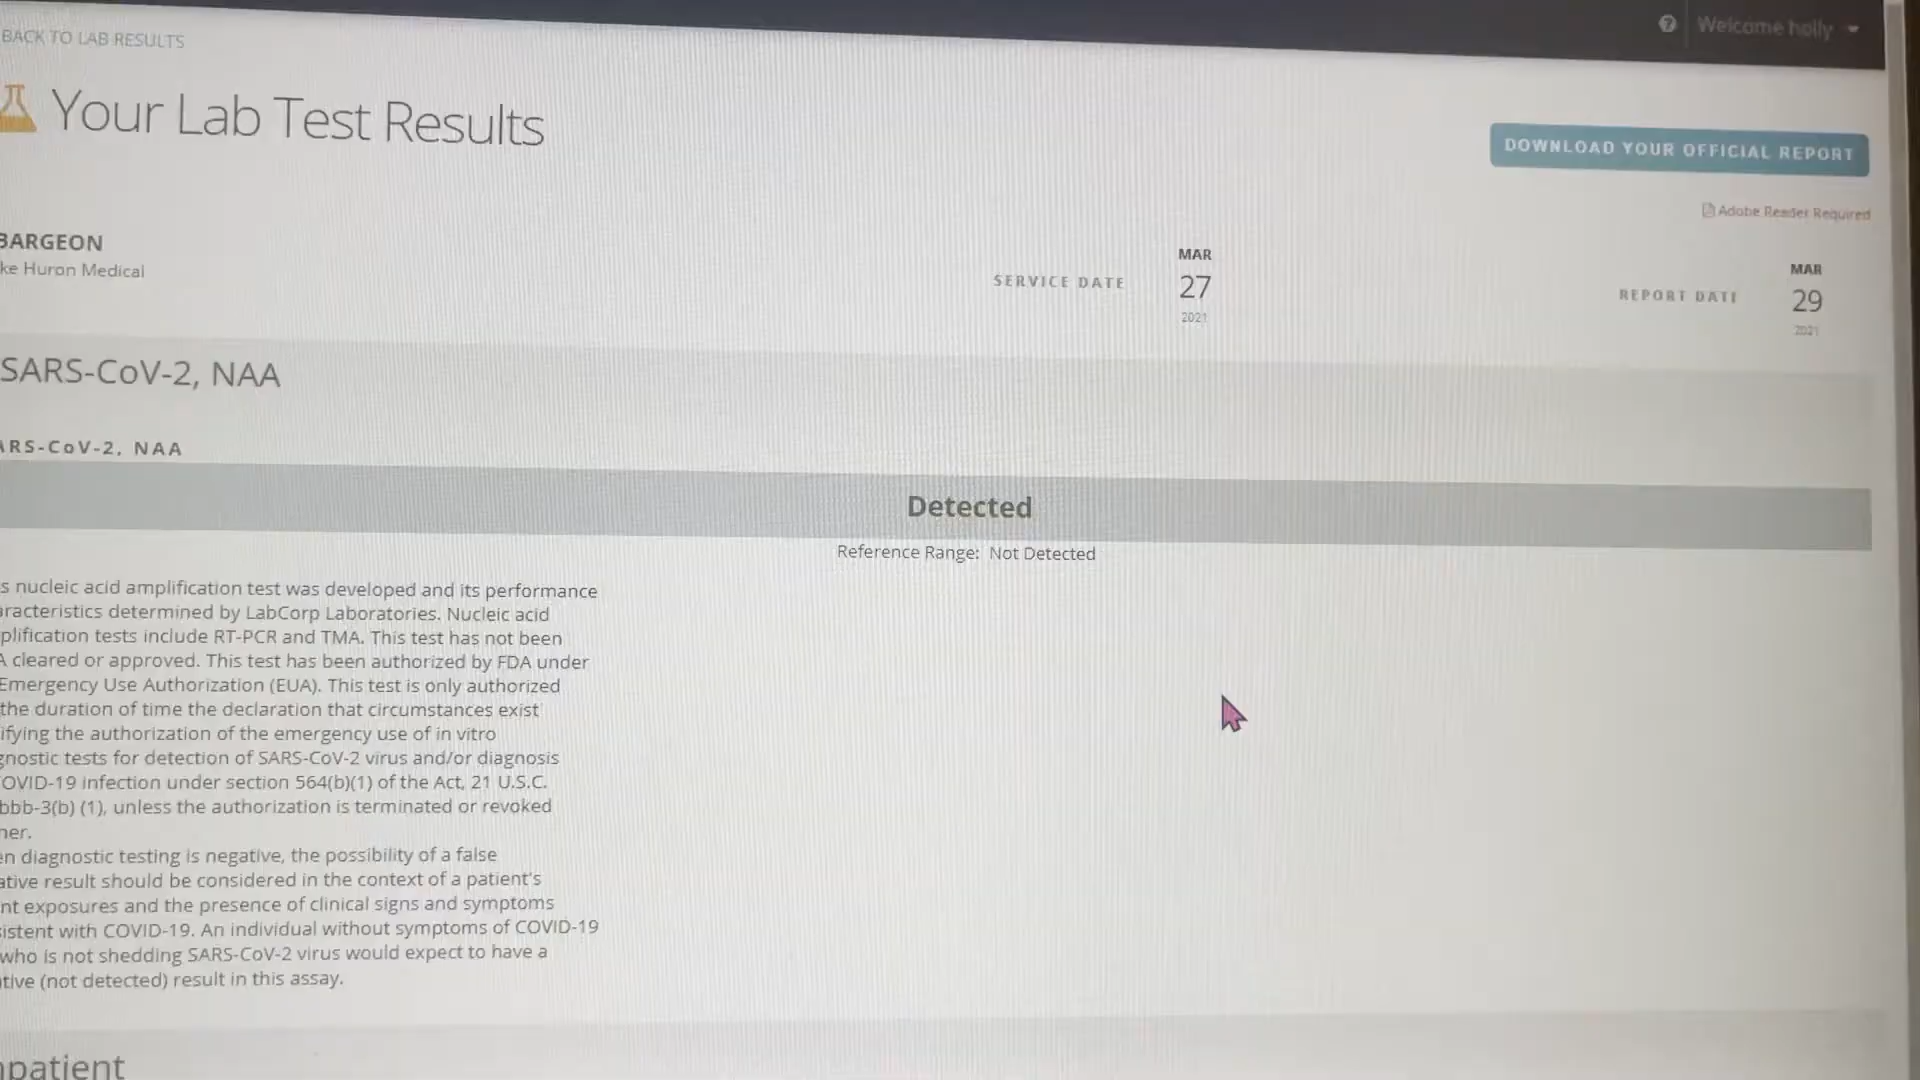 BACK TO LAB RESULTS
Welcome holly
Your Lab Test Results
DOWNLOAD YOUR OFFICIAL REPORT
Adobe Reader Required
BARGEON
ke Huron Medical
SERVICE DATE
MAR
27
2021
REPORT DATE
MAR
29
2021
SARS-CoV-2, NAA
ARS-CoV-2, NAA
Detected
Reference Range: Not Detected
s nucleic acid amplification test was developed and its performance
aracteristics determined by LabCorp Laboratories. Nucleic acid
plification tests include RT-PCR and TMA. This test has not been
A cleared or approved. This test has been authorized by FDA under
Emergency Use Authorization (EUA). This test is only authorized
the duration of time the declaration that circumstances exist
ifying the authorization of the emergency use of in vitro
gnostic tests for detection of SARS-CoV-2 virus and/or diagnosis
OVID-19 infection under section 564(b)(1) of the Act, 21 U.S.C.
bbb-3(b) (1), unless the authorization is terminated or revoked
ner.
en diagnostic testing is negative, the possibility of a false
ative result should be considered in the context of a patient's
nt exposures and the presence of clinical signs and symptoms
sistent with COVID-19. An individual without symptoms of COVID-19
who is not shedding SARS-CoV-2 virus would expect to have a
ative (not detected) result in this assay.
npatient